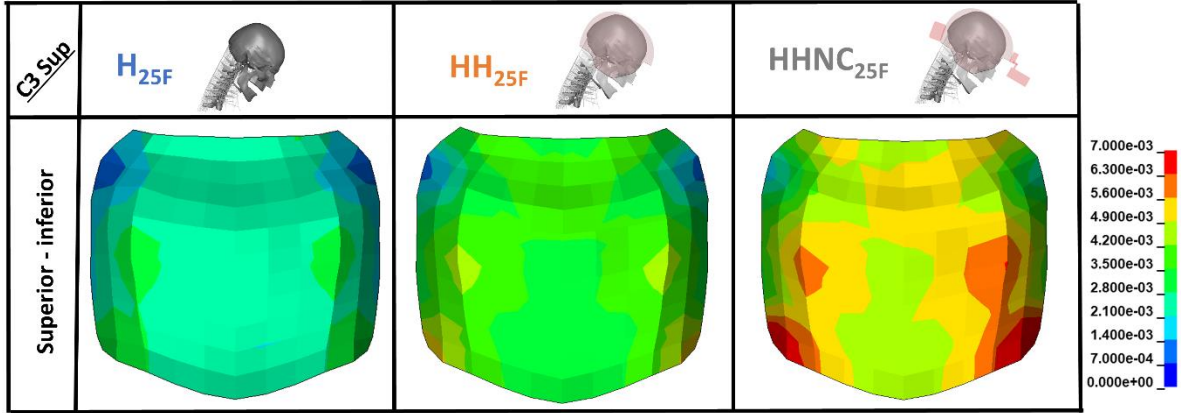 C3 Sup
H25F
HH25F
HHNC25F
Superior - inferior
7.000e-03
6.300e-03
5.600e-03
4.900e-03
4.200e-03
3.500e-03
2.800e-03
2.100e-03
1.400e-03
7.000e-04
0.000e+00